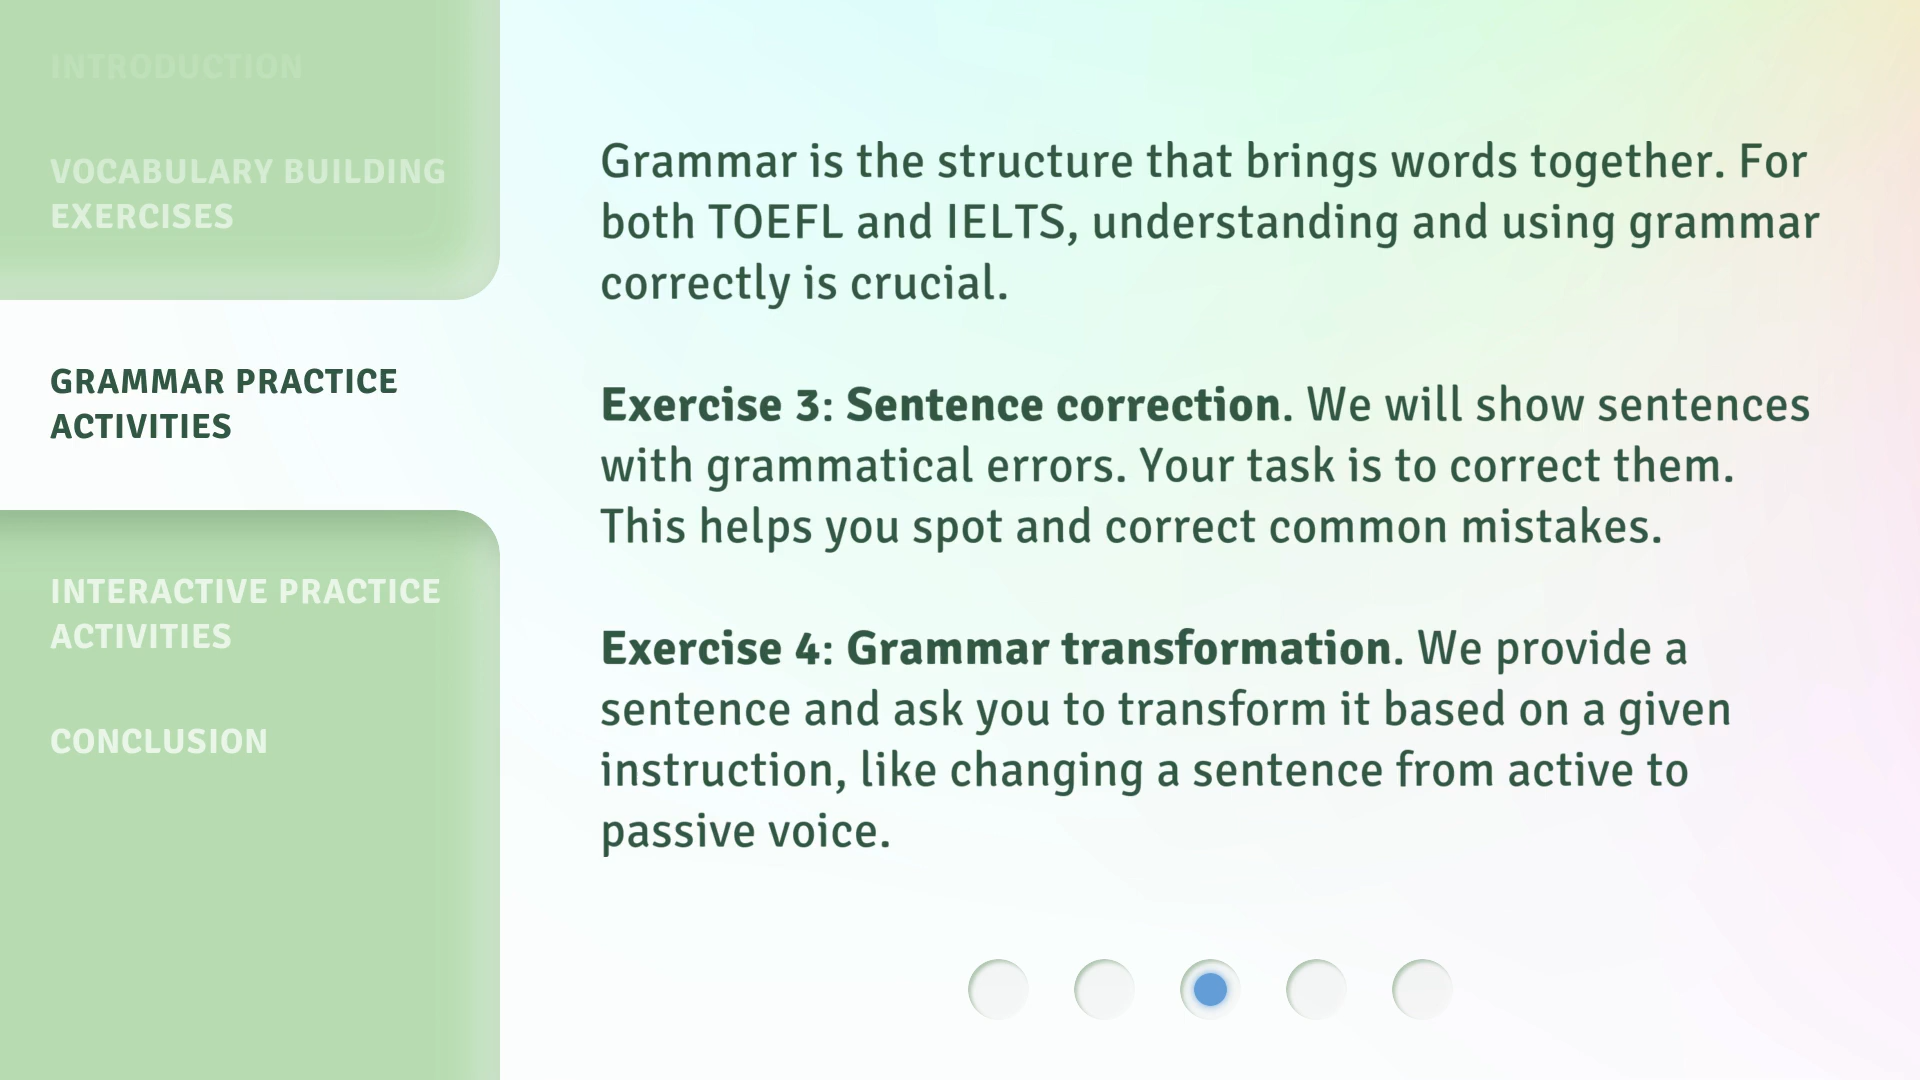 INTRODUCTION
VOCABULARY BUILDING
EXERCISES
GRAMMAR PRACTICE
ACTIVITIES
INTERACTIVE PRACTICE
ACTIVITIES
CONCLUSION
Grammar is the structure that brings words together. For
both TOEFL and IELTS, understanding and using grammar
correctly is crucial.
Exercise 3: Sentence correction. We will show sentences
with grammatical errors. Your task is to correct them.
This helps you spot and correct common mistakes.
Exercise 4: Grammar transformation. We provide a
sentence and ask you to transform it based on a given
instruction, like changing a sentence from active to
passive voice.